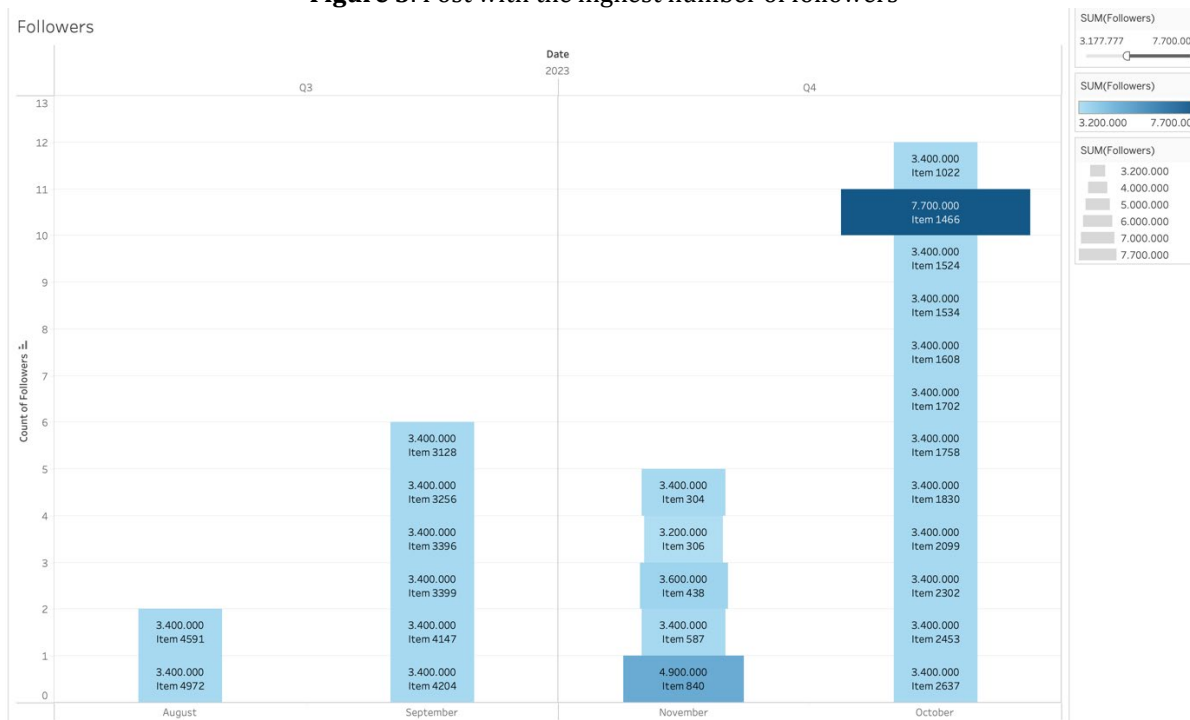 Followers
Date
2023
Q3
Q4
Count of Followers
13
12
11
10
9
8
7
6
5
4
3
2
1
0
3.400.000
Item 4591
3.400.000
Item 4972
August
3.400.000
Item 3128
3.400.000
Item 3256
3.400.000
Item 3396
3.400.000
Item 3399
3.400.000
Item 4147
3.400.000
Item 4204
September
3.400.000
Item 304
3.200.000
Item 306
3.600.000
Item 438
3.400.000
Item 587
4.900.000
Item 840
November
3.400.000
Item 1022
7.700.000
Item 1466
3.400.000
Item 1524
3.400.000
Item 1534
3.400.000
Item 1608
3.400.000
Item 1702
3.400.000
Item 1758
3.400.000
Item 1830
3.400.000
Item 2099
3.400.000
Item 2302
3.400.000
Item 2453
3.400.000
Item 2637
October
SUM(Followers)
3.177.777 7.700.00
SUM(Followers)
3.200.000 7.700.00
SUM(Followers)
3.200.000
4.000.000
5.000.000
6.000.000
7.000.000
7.700.000